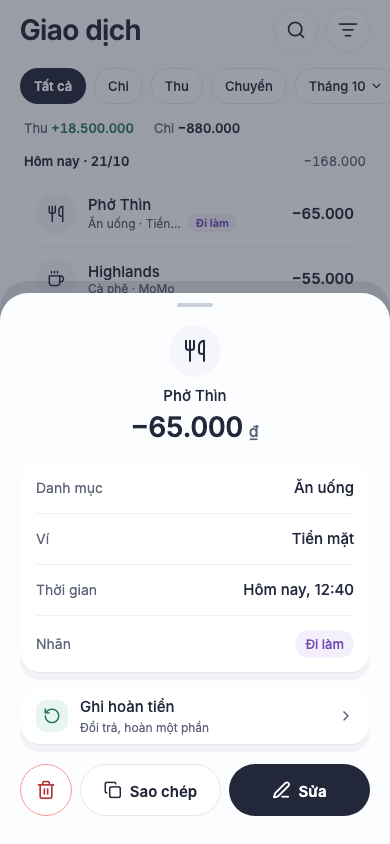 Giao dịch
Tất cả
Chi
Thu
Chuyển
Tháng 10
Thu +18.500.000 Chi −880.000
Hôm nay · 21/10 −168.000
Phở Thìn
Ăn uống · Tiền... Đi làm
−65.000
Highlands
Cà phê · MoMo
−55.000
Phở Thìn
−65.000 ₫
Danh mục Ăn uống
Ví Tiền mặt
Thời gian Hôm nay, 12:40
Nhãn Đi làm
Ghi hoàn tiền
Đổi trả, hoàn một phần
Sao chép
Sửa